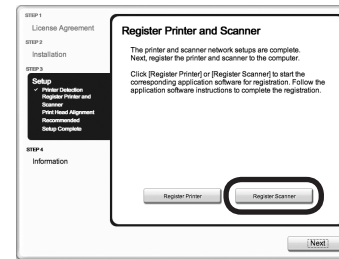 STEP 1
License Agreement
STEP 2
Installation
STEP 3
Setup
✓ Printer Detection
Register Printer and
Scanner
Print Head Alignment
Recommended
Setup Complete
STEP 4
Information
Register Printer and Scanner
The printer and scanner network setups are complete.
Next, register the printer and scanner to the computer.
Click [Register Printer] or [Register Scanner] to start the
corresponding application software for registration. Follow the
application software instructions to complete the registration.
Register Printer
Register Scanner
Next